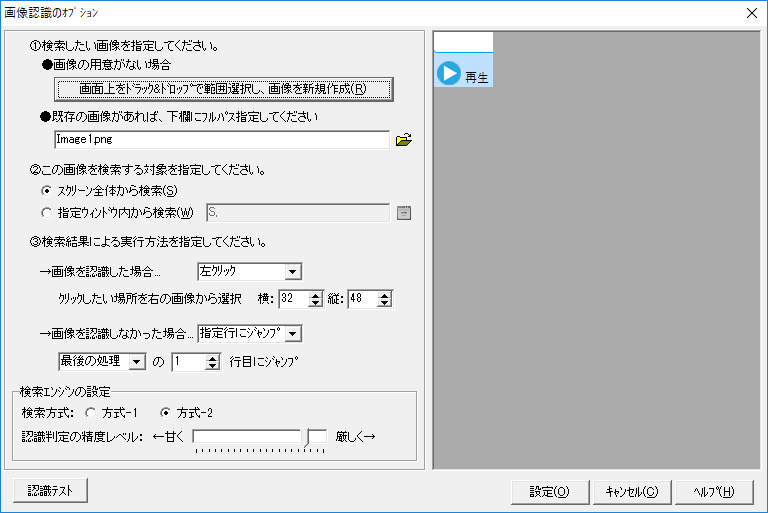 画像認識のｵﾌﾟｼｮﾝ
①検索したい画像を指定してください。
●画像の用意がない場合
画面上をﾄﾞﾗｯｸ&ﾄﾞﾛｯﾌﾟで範囲選択し、画像を新規作成(R)
●既存の画像があれば、下欄にﾌﾙﾊﾟｽ指定してください
Image1.png
②この画像を検索する対象を指定してください。
ｽｸﾘｰﾝ全体から検索(S)
指定ｳｨﾝﾄﾞｳ内から検索(W)
S,
③検索結果による実行方法を指定してください。
→画像を認識した場合...
左ｸﾘｯｸ
ｸﾘｯｸしたい場所を右の画像から選択 横: 32 縦: 48
→画像を認識しなかった場合...
指定行にｼﾞｬﾝﾌﾟ
最後の処理 の 1 行目にｼﾞｬﾝﾌﾟ
検索ｴﾝｼﾞﾝの設定
検索方式: 方式-1 方式-2
認識判定の精度レベル: ←甘く 厳しく→
認識ﾃｽﾄ
設定(O) ｷｬﾝｾﾙ(C) ﾍﾙﾌﾟ(H)
再生